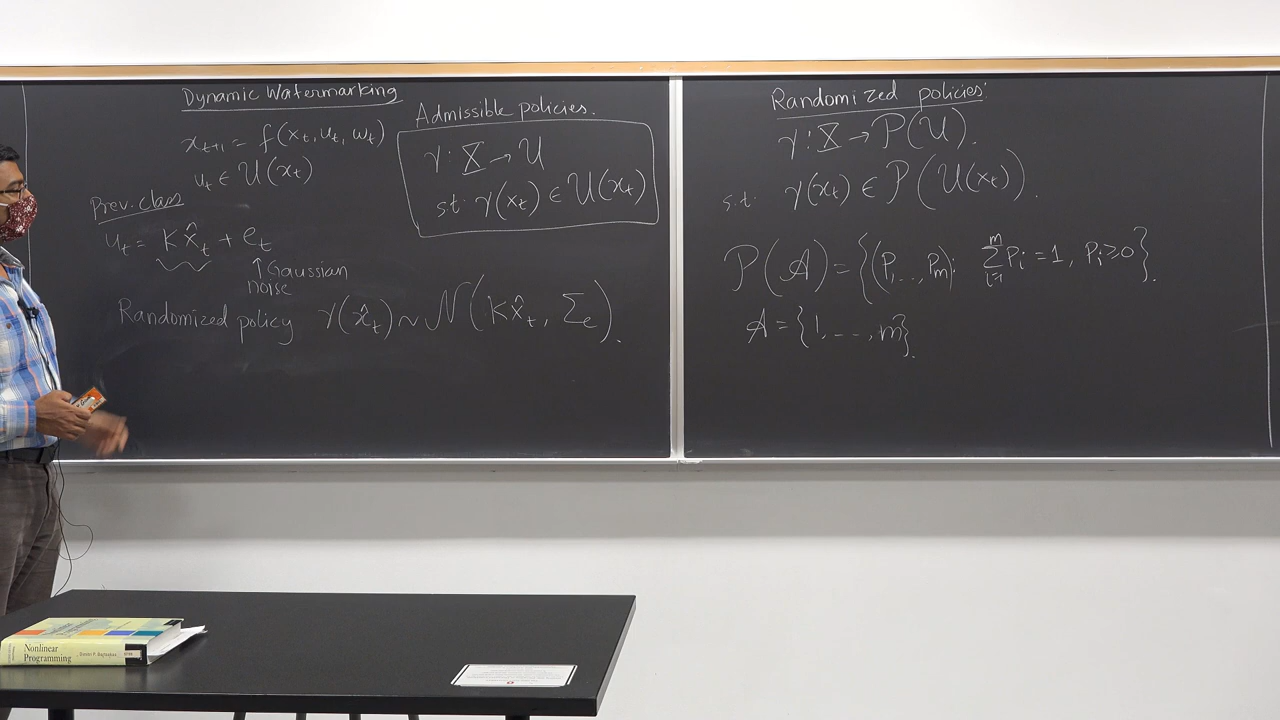 Dynamic Watermarking
x_{t+1} = f(x_t, u_t, w_t)
u_t ∈ U(x_t)
Prev. class
u_t = K x̂_t + e_t
↑ Gaussian
noise
Randomized policy γ(x̂_t) ~ N(K x̂_t, Σ_e).
Admissible policies.
γ : X → U
s.t. γ(x_t) ∈ U(x_t)
Randomized policies:
γ : X → P(U).
s.t. γ(x_t) ∈ P(U(x_t)).
P(A) = {(P_1, ..., P_m) : Σ_{i=1}^m P_i = 1, P_i ≥ 0}.
A = {1, ---, m}.
Nonlinear
Programming
Dimitri P. Bertsekas